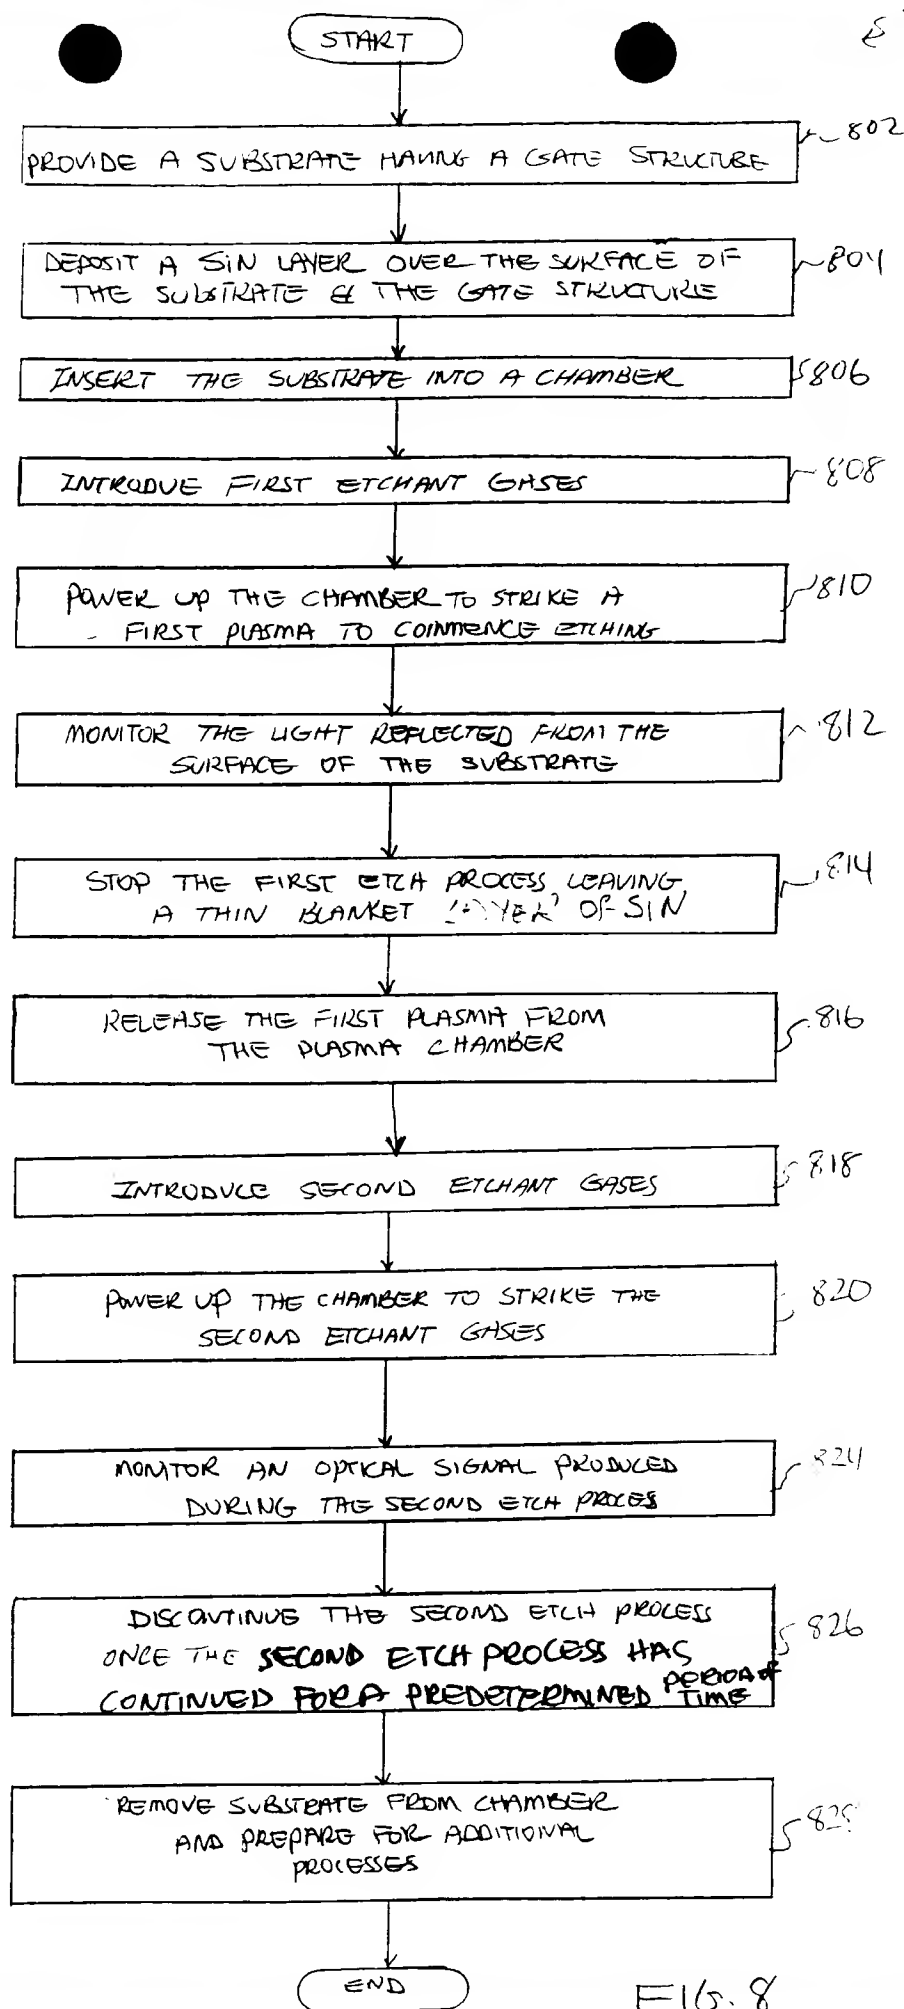 START
802
PROVIDE A SUBSTRATE HAVING A GATE STRUCTURE
DEPOSIT A SiN LAYER OVER THE SURFACE OF
THE SUBSTRATE & THE GATE STRUCTURE
804
INSERT THE SUBSTRATE INTO A CHAMBER
806
INTRODUE FIRST ETCHANT GASES
808
POWER UP THE CHAMBER TO STRIKE A
FIRST PLASMA TO COMMENCE ETCHING
810
MONITOR THE LIGHT REFLECTED FROM THE
SURFACE OF THE SUBSTRATE
812
STOP THE FIRST ETCH PROCESS, LEAVING
A THIN BLANKET LAYER OF SIN
814
RELEASE THE FIRST PLASMA FROM
THE PLASMA CHAMBER
816
INTRODUCE SECOND ETCHANT GASES
818
POWER UP THE CHAMBER TO STRIKE THE
SECOND ETCHANT GASES
820
MONITOR AN OPTICAL SIGNAL PRODUCED
DURING THE SECOND ETCH PROCES
824
DISCONTINUE THE SECOND ETCH PROCESS
ONCE THE SECOND ETCH PROCESS HAS
CONTINUED FOR A PREDETERMINED PERIOD OF
TIME
826
REMOVE SUBSTRATE FROM CHAMBER
AND PREPARE FOR ADDITIONAL
PROCESSES
END
FIG. 8